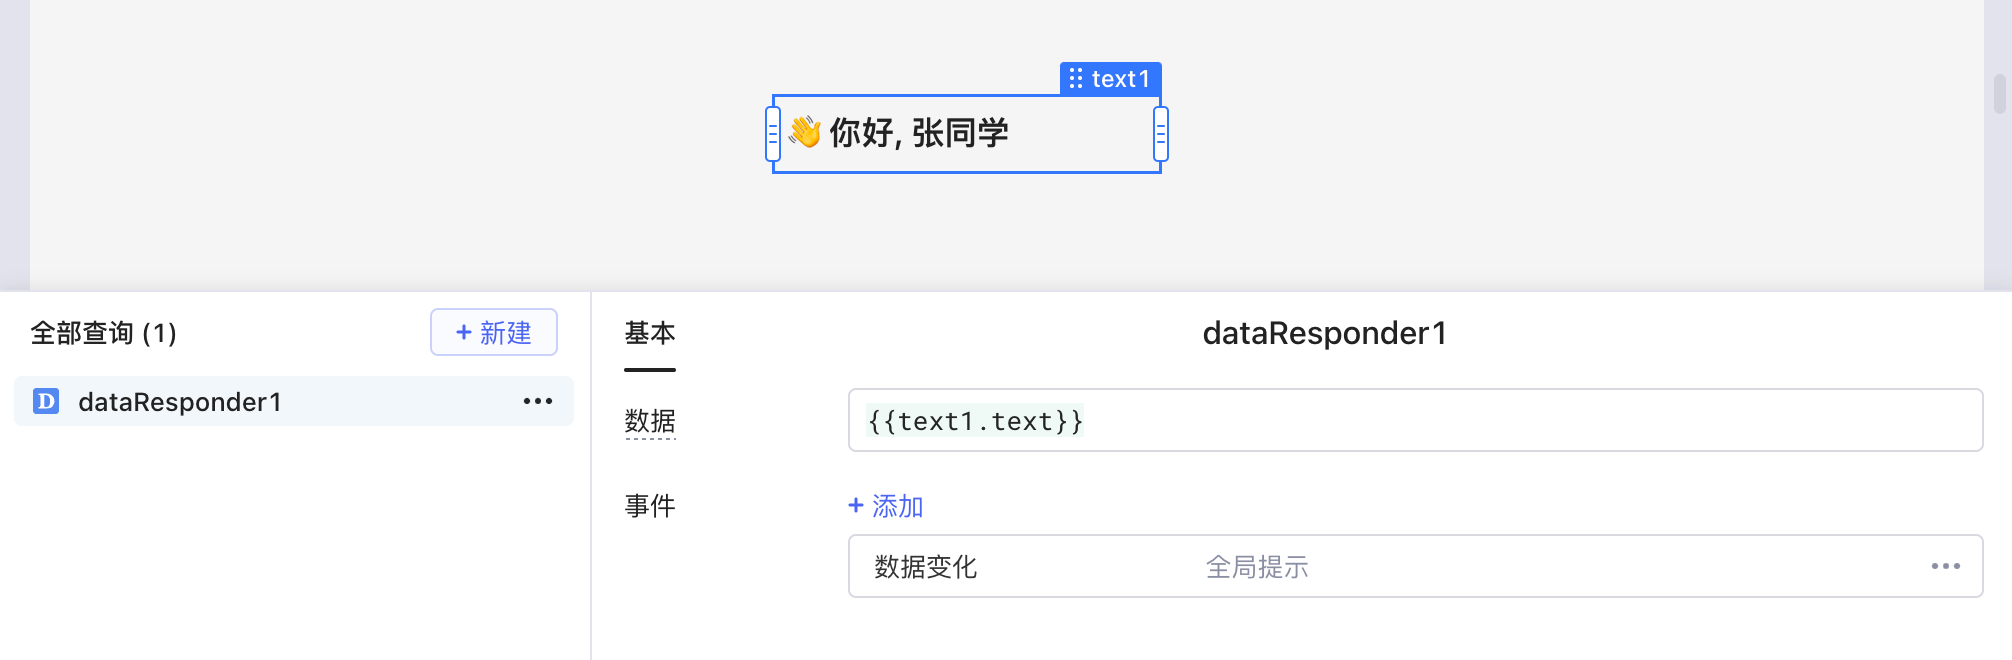 text1
👋 你好, 张同学
全部查询 (1)
+ 新建
D dataResponder1
基本
dataResponder1
数据
{{text1.text}}
事件
+ 添加
数据变化 全局提示